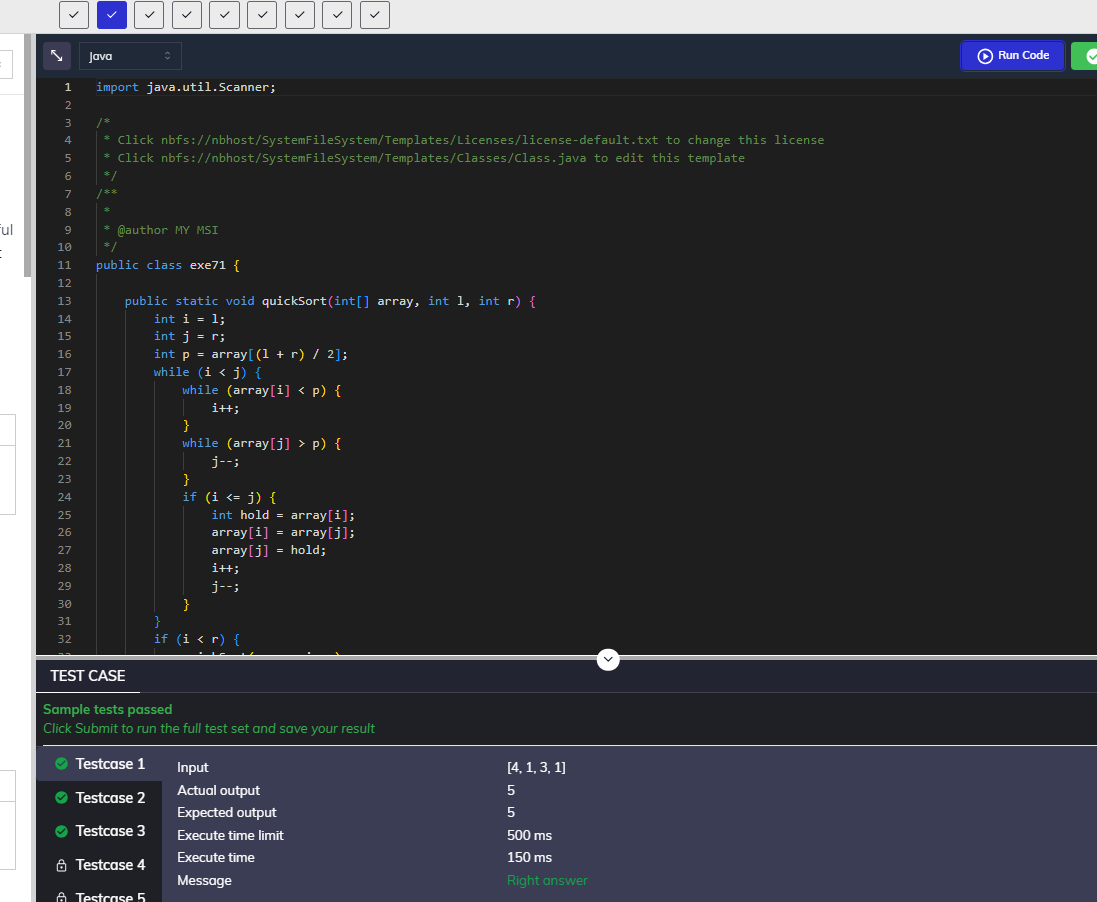 Java
Run Code
1 import java.util.Scanner;
2
3 /*
4 * Click nbfs://nbhost/SystemFileSystem/Templates/Licenses/license-default.txt to change this license
5 * Click nbfs://nbhost/SystemFileSystem/Templates/Classes/Class.java to edit this template
6 */
7 /**
8 *
9 * @author MY MSI
10 */
11 public class exe71 {
12
13 public static void quickSort(int[] array, int l, int r) {
14 int i = l;
15 int j = r;
16 int p = array[(l + r) / 2];
17 while (i < j) {
18 while (array[i] < p) {
19 i++;
20 }
21 while (array[j] > p) {
22 j--;
23 }
24 if (i <= j) {
25 int hold = array[i];
26 array[i] = array[j];
27 array[j] = hold;
28 i++;
29 j--;
30 }
31 }
32 if (i < r) {
TEST CASE
Sample tests passed
Click Submit to run the full test set and save your result
Testcase 1
Testcase 2
Testcase 3
Testcase 4
Testcase 5
Input [4, 1, 3, 1]
Actual output 5
Expected output 5
Execute time limit 500 ms
Execute time 150 ms
Message Right answer